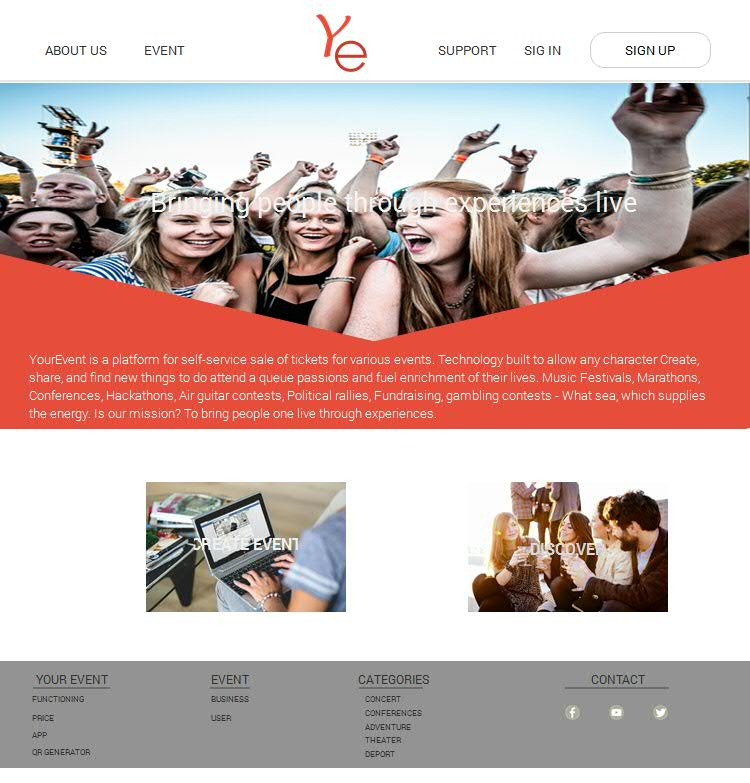 ABOUT US
EVENT
Ye
SUPPORT
SIG IN
SIGN UP
Bringing people through experiences live
YourEvent is a platform for self-service sale of tickets for various events. Technology built to allow any character Create,
share, and find new things to do attend a queue passions and fuel enrichment of their lives. Music Festivals, Marathons,
Conferences, Hackathons, Air guitar contests, Political rallies, Fundraising, gambling contests - What sea, which supplies
the energy. Is our mission? To bring people one live through experiences.
CREATE EVENT
DISCOVER
YOUR EVENT
FUNCTIONING
PRICE
APP
QR GENERATOR
EVENT
BUSINESS
USER
CATEGORIES
CONCERT
CONFERENCES
ADVENTURE
THEATER
DEPORT
CONTACT